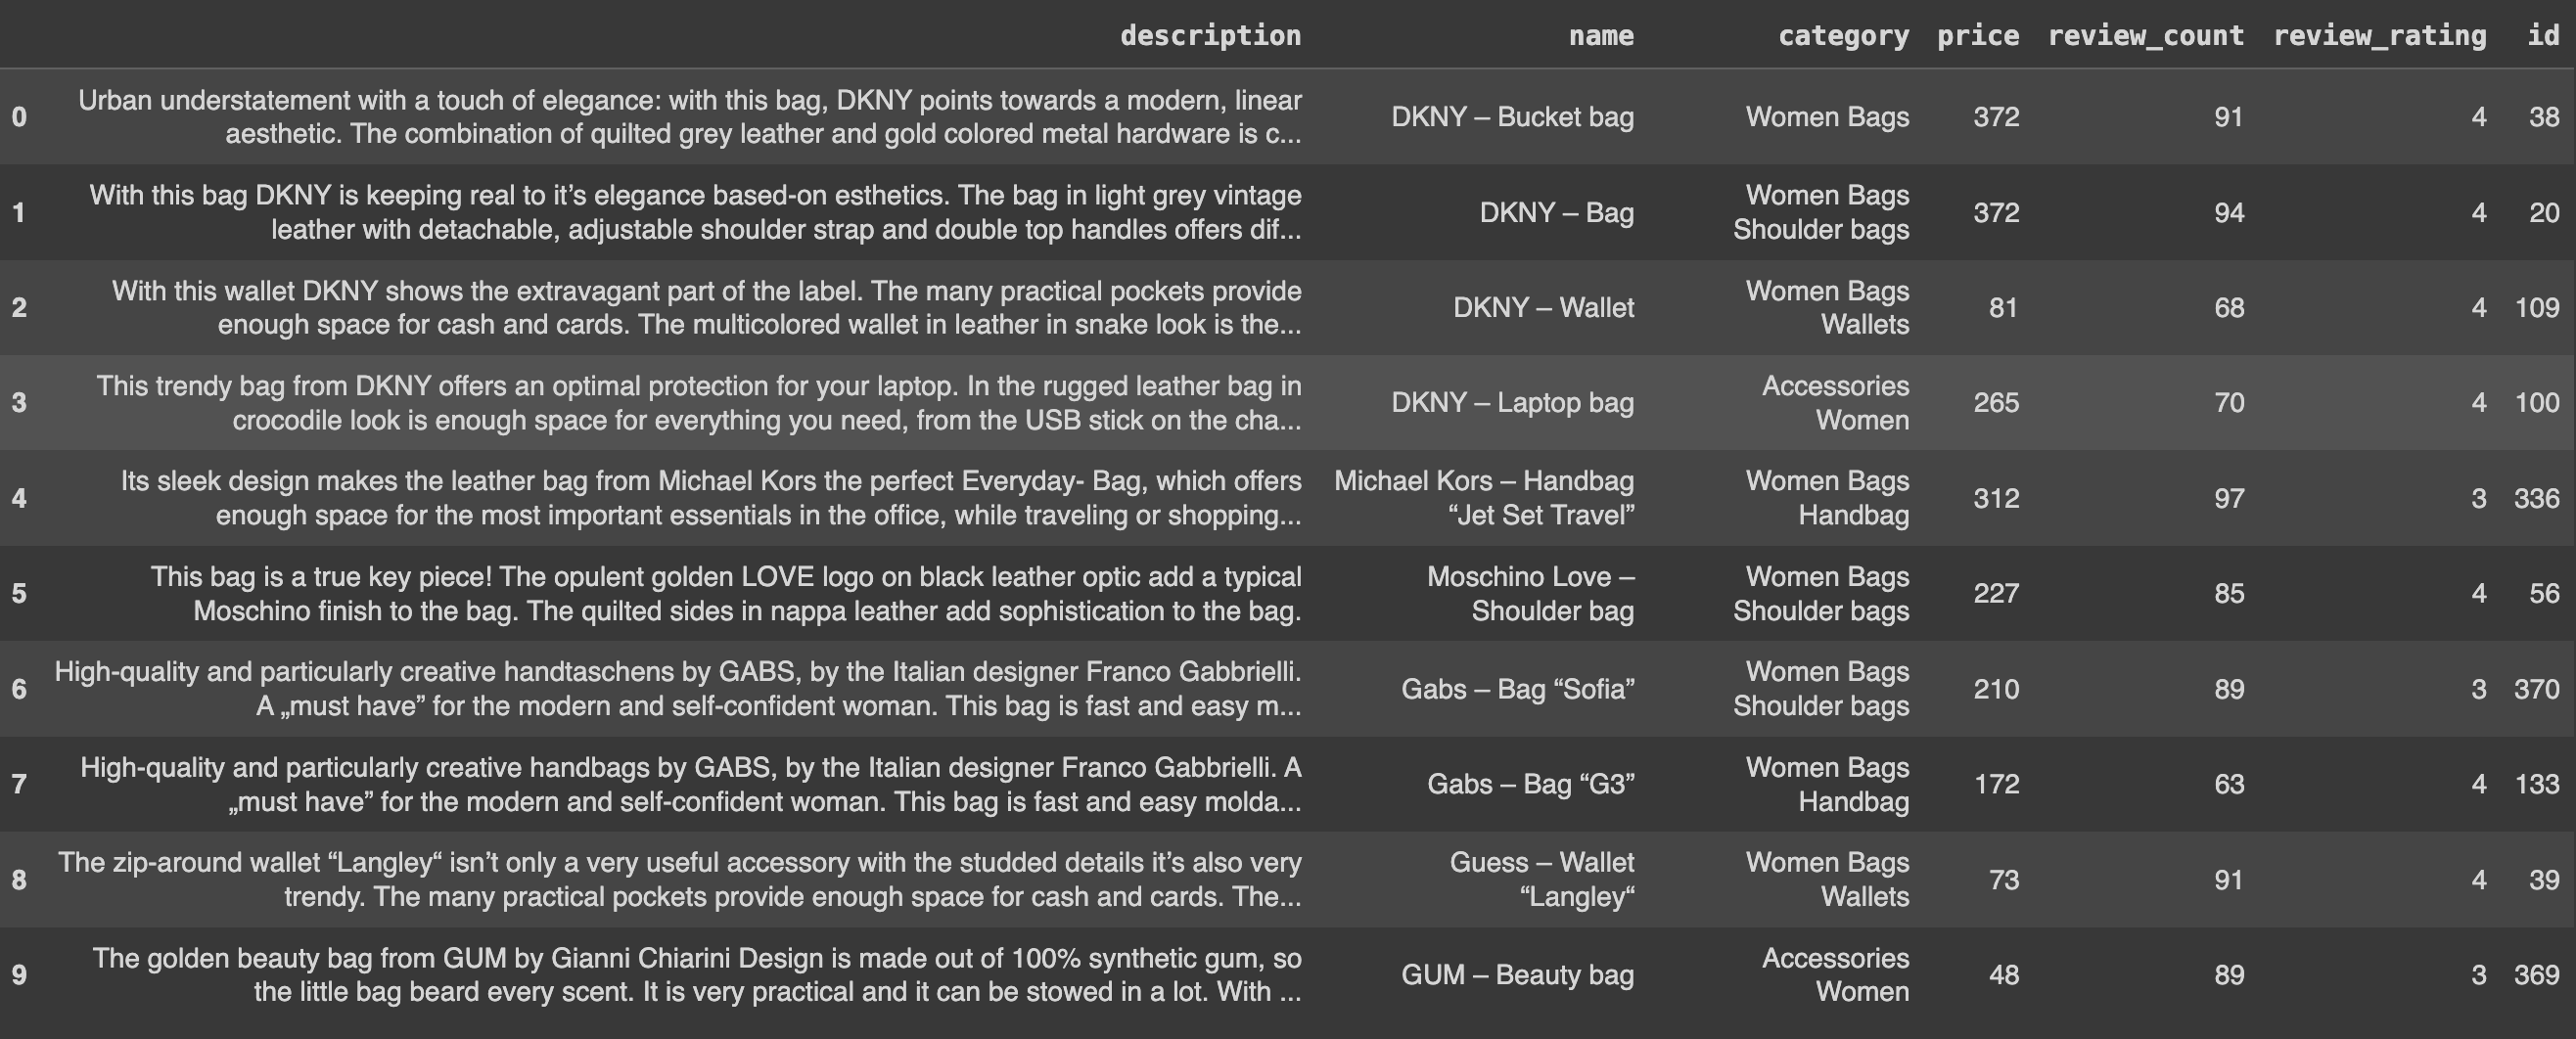 description name category price review_count review_rating id
0 Urban understatement with a touch of elegance: with this bag, DKNY points towards a modern, linear
aesthetic. The combination of quilted grey leather and gold colored metal hardware is c... DKNY – Bucket bag Women Bags 372 91 4 38
1 With this bag DKNY is keeping real to it’s elegance based-on esthetics. The bag in light grey vintage
leather with detachable, adjustable shoulder strap and double top handles offers dif... DKNY – Bag Women Bags
Shoulder bags 372 94 4 20
2 With this wallet DKNY shows the extravagant part of the label. The many practical pockets provide
enough space for cash and cards. The multicolored wallet in leather in snake look is the... DKNY – Wallet Women Bags
Wallets 81 68 4 109
3 This trendy bag from DKNY offers an optimal protection for your laptop. In the rugged leather bag in
crocodile look is enough space for everything you need, from the USB stick on the cha... DKNY – Laptop bag Accessories
Women 265 70 4 100
4 Its sleek design makes the leather bag from Michael Kors the perfect Everyday- Bag, which offers
enough space for the most important essentials in the office, while traveling or shopping... Michael Kors – Handbag
“Jet Set Travel” Women Bags
Handbag 312 97 3 336
5 This bag is a true key piece! The opulent golden LOVE logo on black leather optic add a typical
Moschino finish to the bag. The quilted sides in nappa leather add sophistication to the bag. Moschino Love –
Shoulder bag Women Bags
Shoulder bags 227 85 4 56
6 High-quality and particularly creative handtaschens by GABS, by the Italian designer Franco Gabbrielli.
A „must have” for the modern and self-confident woman. This bag is fast and easy m... Gabs – Bag “Sofia” Women Bags
Shoulder bags 210 89 3 370
7 High-quality and particularly creative handbags by GABS, by the Italian designer Franco Gabbrielli. A
„must have” for the modern and self-confident woman. This bag is fast and easy molda... Gabs – Bag “G3” Women Bags
Handbag 172 63 4 133
8 The zip-around wallet “Langley“ isn’t only a very useful accessory with the studded details it’s also very
trendy. The many practical pockets provide enough space for cash and cards. The... Guess – Wallet
“Langley“ Women Bags
Wallets 73 91 4 39
9 The golden beauty bag from GUM by Gianni Chiarini Design is made out of 100% synthetic gum, so
the little bag beard every scent. It is very practical and it can be stowed in a lot. With ... GUM – Beauty bag Accessories
Women 48 89 3 369